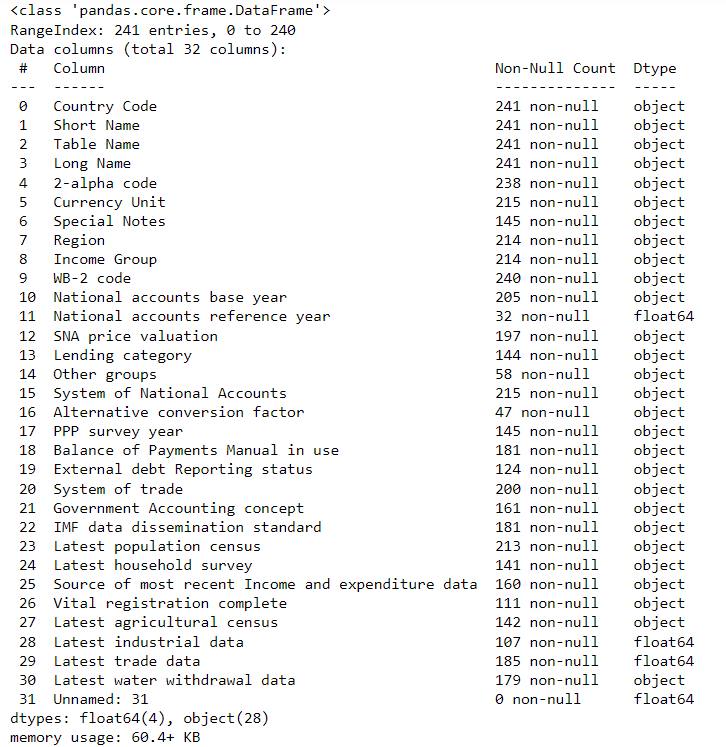 <class 'pandas.core.frame.DataFrame'>
RangeIndex: 241 entries, 0 to 240
Data columns (total 32 columns):
 #   Column                                             Non-Null Count  Dtype
---  ------                                             --------------  -----
 0   Country Code                                       241 non-null    object
 1   Short Name                                         241 non-null    object
 2   Table Name                                         241 non-null    object
 3   Long Name                                          241 non-null    object
 4   2-alpha code                                       238 non-null    object
 5   Currency Unit                                      215 non-null    object
 6   Special Notes                                      145 non-null    object
 7   Region                                             214 non-null    object
 8   Income Group                                       214 non-null    object
 9   WB-2 code                                          240 non-null    object
 10  National accounts base year                        205 non-null    object
 11  National accounts reference year                   32 non-null     float64
 12  SNA price valuation                                197 non-null    object
 13  Lending category                                   144 non-null    object
 14  Other groups                                       58 non-null     object
 15  System of National Accounts                        215 non-null    object
 16  Alternative conversion factor                      47 non-null     object
 17  PPP survey year                                    145 non-null    object
 18  Balance of Payments Manual in use                  181 non-null    object
 19  External debt Reporting status                     124 non-null    object
 20  System of trade                                    200 non-null    object
 21  Government Accounting concept                      161 non-null    object
 22  IMF data dissemination standard                    181 non-null    object
 23  Latest population census                           213 non-null    object
 24  Latest household survey                            141 non-null    object
 25  Source of most recent Income and expenditure data  160 non-null    object
 26  Vital registration complete                        111 non-null    object
 27  Latest agricultural census                         142 non-null    object
 28  Latest industrial data                             107 non-null    float64
 29  Latest trade data                                  185 non-null    float64
 30  Latest water withdrawal data                       179 non-null    object
 31  Unnamed: 31                                        0 non-null      float64
dtypes: float64(4), object(28)
memory usage: 60.4+ KB